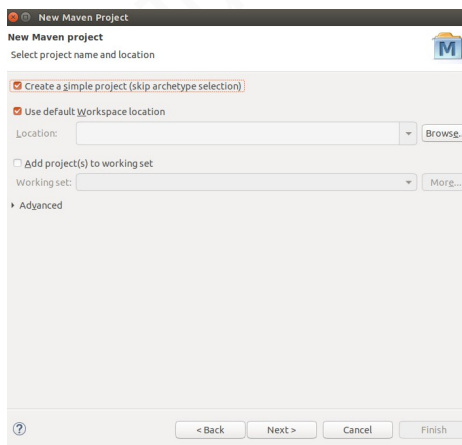 New Maven Project
New Maven project
Select project name and location
M
Create a simple project (skip archetype selection)
Use default Workspace location
Location:
Browse..
Add project(s) to working set
Working set:
More...
Advanced
?
< Back
Next >
Cancel
Finish